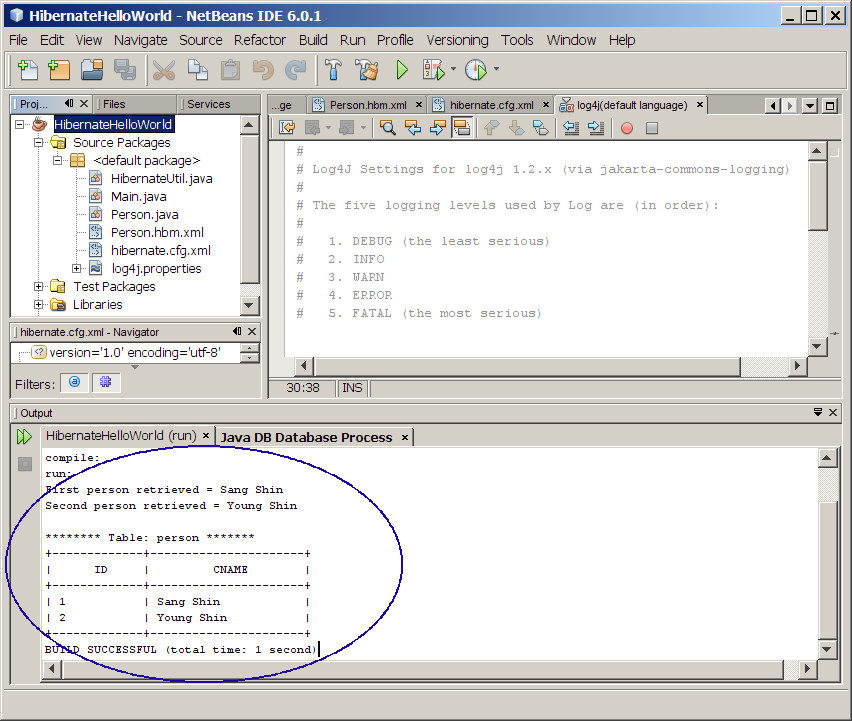 HibernateHelloWorld - NetBeans IDE 6.0.1
File Edit View Navigate Source Refactor Build Run Profile Versioning Tools Window Help
Proj... Files Services
HibernateHelloWorld
Source Packages
<default package>
HibernateUtil.java
Main.java
Person.java
Person.hbm.xml
hibernate.cfg.xml
log4j.properties
Test Packages
Libraries
hibernate.cfg.xml - Navigator
version='1.0' encoding='utf-8'
Filters:
...ge Person.hbm.xml hibernate.cfg.xml log4j(default language)
#
# Log4J Settings for log4j 1.2.x (via jakarta-commons-logging)
#
# The five logging levels used by Log are (in order):
#
# 1. DEBUG (the least serious)
# 2. INFO
# 3. WARN
# 4. ERROR
# 5. FATAL (the most serious)
30:38 INS
Output
HibernateHelloWorld (run) Java DB Database Process
compile:
run:
First person retrieved = Sang Shin
Second person retrieved = Young Shin
******** Table: person *******
+-------------+----------------------+
| ID | CNAME |
+-------------+----------------------+
| 1 | Sang Shin |
| 2 | Young Shin |
+-------------+----------------------+
BUILD SUCCESSFUL (total time: 1 second)